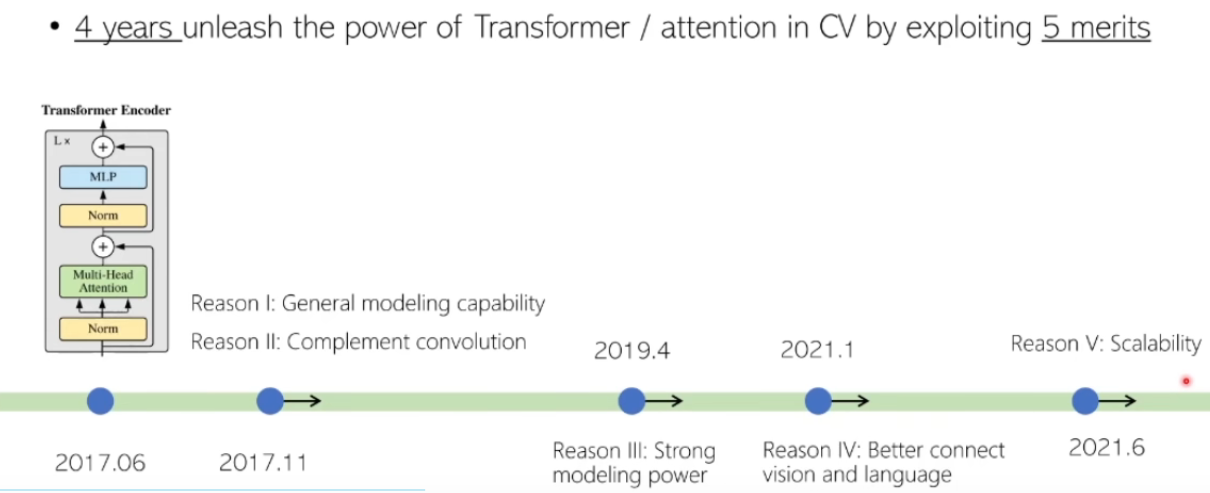 • 4 years unleash the power of Transformer / attention in CV by exploiting 5 merits
Transformer Encoder
L x
+
MLP
Norm
+
Multi-Head
Attention
Norm
Reason I: General modeling capability
Reason II: Complement convolution
2019.4
2021.1
Reason V: Scalability
2017.06
2017.11
Reason III: Strong
modeling power
Reason IV: Better connect
vision and language
2021.6